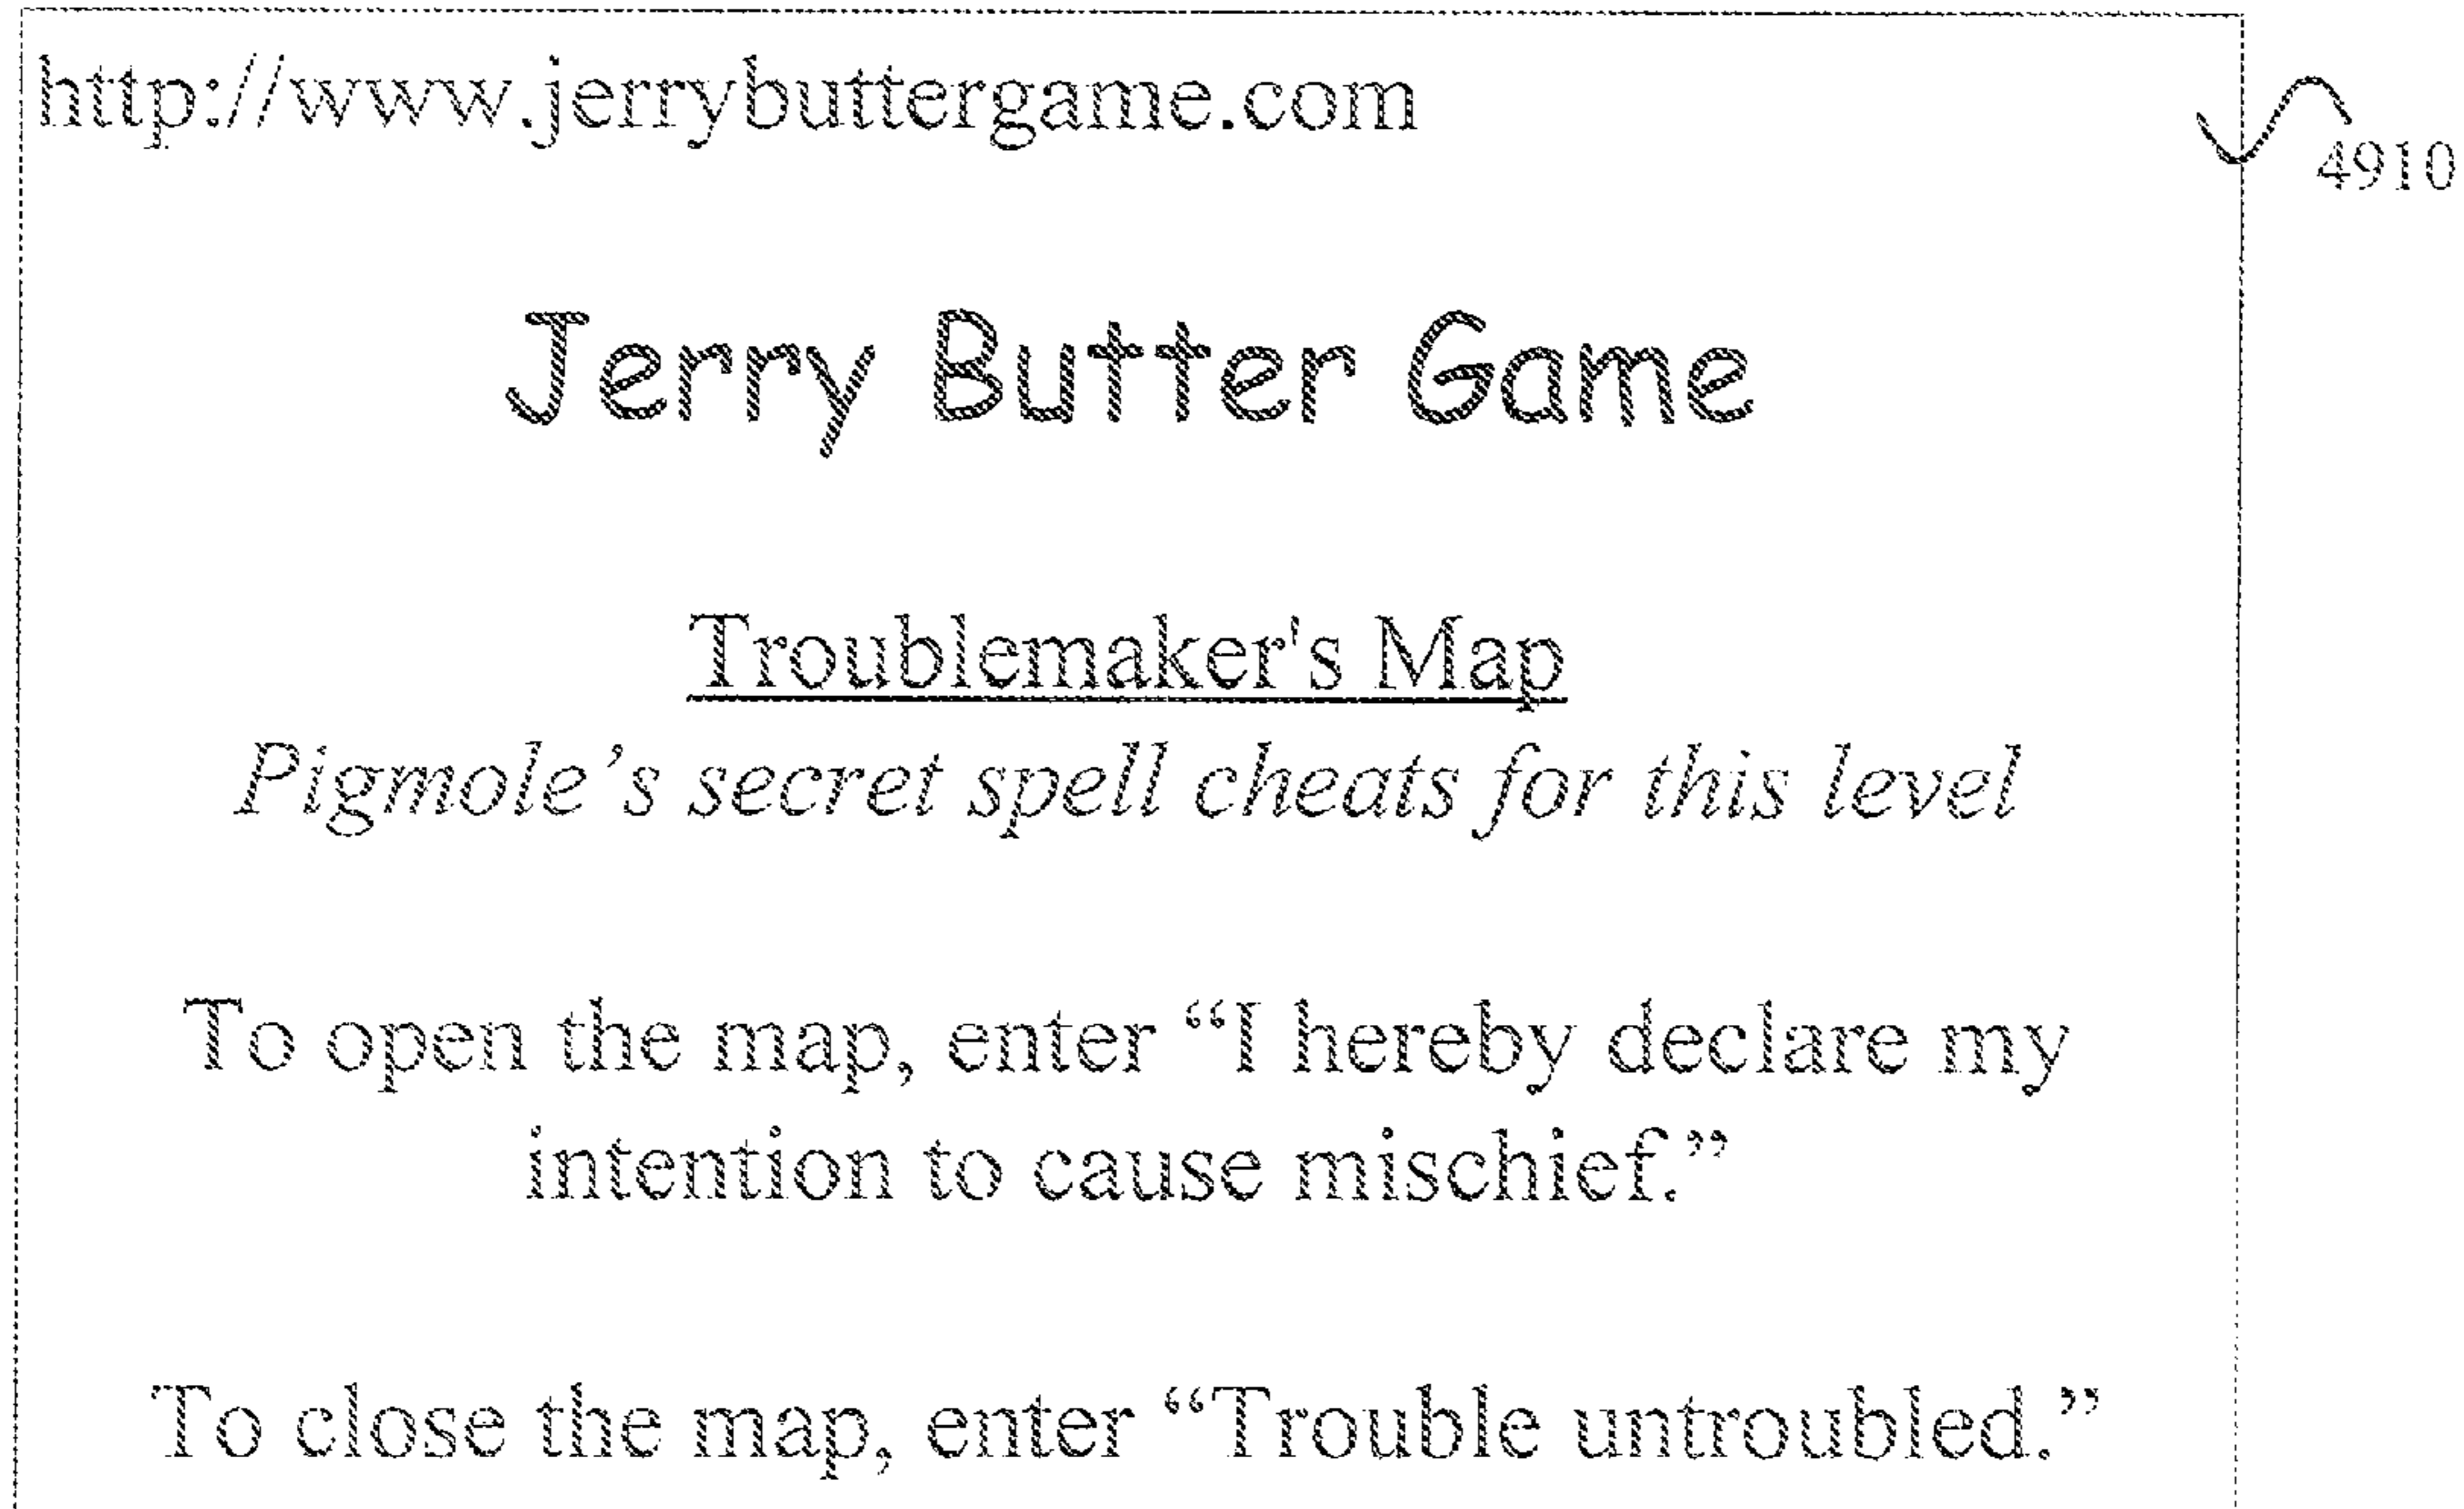 http://www.jerrybuttergame.com
4910
Jerry Butter Game
Troublemaker's Map
Pigmole’s secret spell cheats for this level
To open the map, enter “I hereby declare my
intention to cause mischief.”
To close the map, enter “Trouble untroubled.”